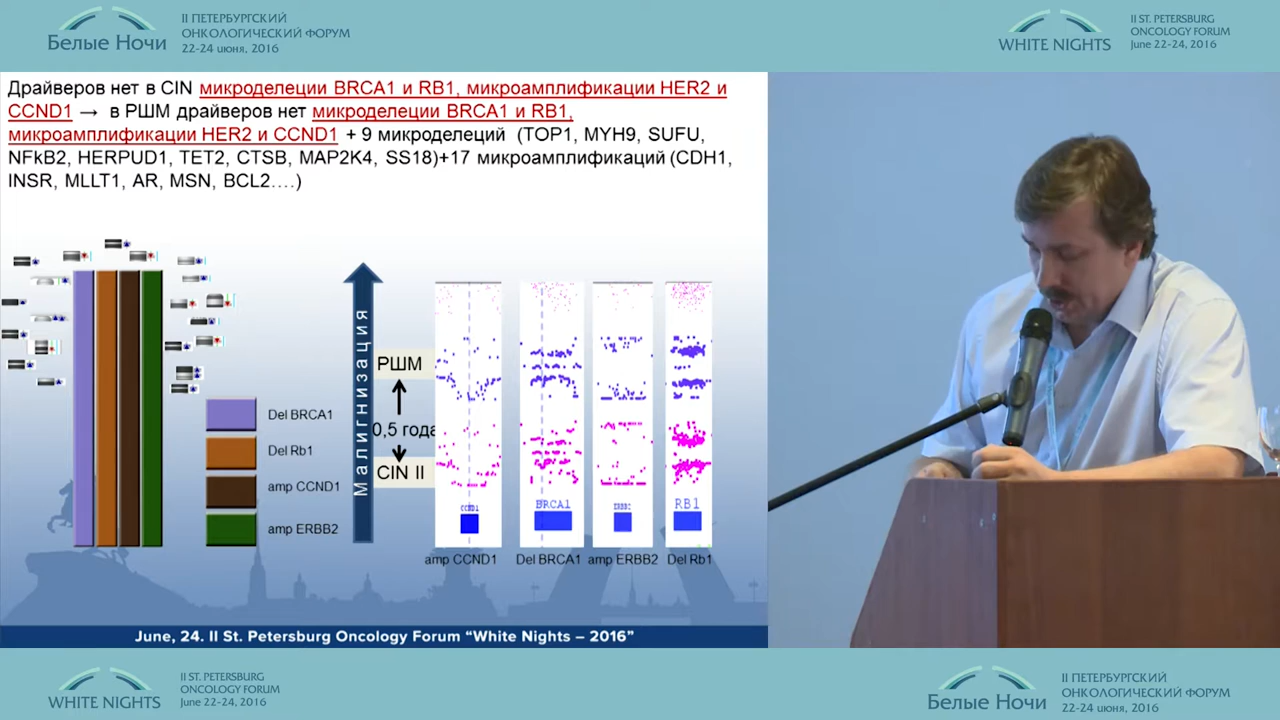 II ПЕТЕРБУРГСКИЙ
ОНКОЛОГИЧЕСКИЙ ФОРУМ
Белые Ночи
22-24 июня, 2016
II ST. PETERSBURG
ONCOLOGY FORUM
WHITE NIGHTS
June 22-24, 2016
Драйверов нет в CIN микроделеции BRCA1 и RB1, микроамплификации HER2 и
CCND1 → в РШМ драйверов нет микроделеции BRCA1 и RB1,
микроамплификации HER2 и CCND1 + 9 микроделеций (TOP1, MYH9, SUFU,
NFkB2, HERPUD1, TET2, CTSB, MAP2K4, SS18)+17 микроамплификаций (CDH1,
INSR, MLLT1, AR, MSN, BCL2....)
Del BRCA1
Del Rb1
amp CCND1
amp ERBB2
Малигнизация
РШМ
0,5 года
CIN II
CCND1
BRCA1
ERBB2
RB1
amp CCND1
Del BRCA1
amp ERBB2
Del Rb1
June, 24. II St. Petersburg Oncology Forum “White Nights – 2016”
II ST. PETERSBURG
ONCOLOGY FORUM
WHITE NIGHTS
June 22-24, 2016
II ПЕТЕРБУРГСКИЙ
ОНКОЛОГИЧЕСКИЙ ФОРУМ
Белые Ночи
22-24 июня, 2016